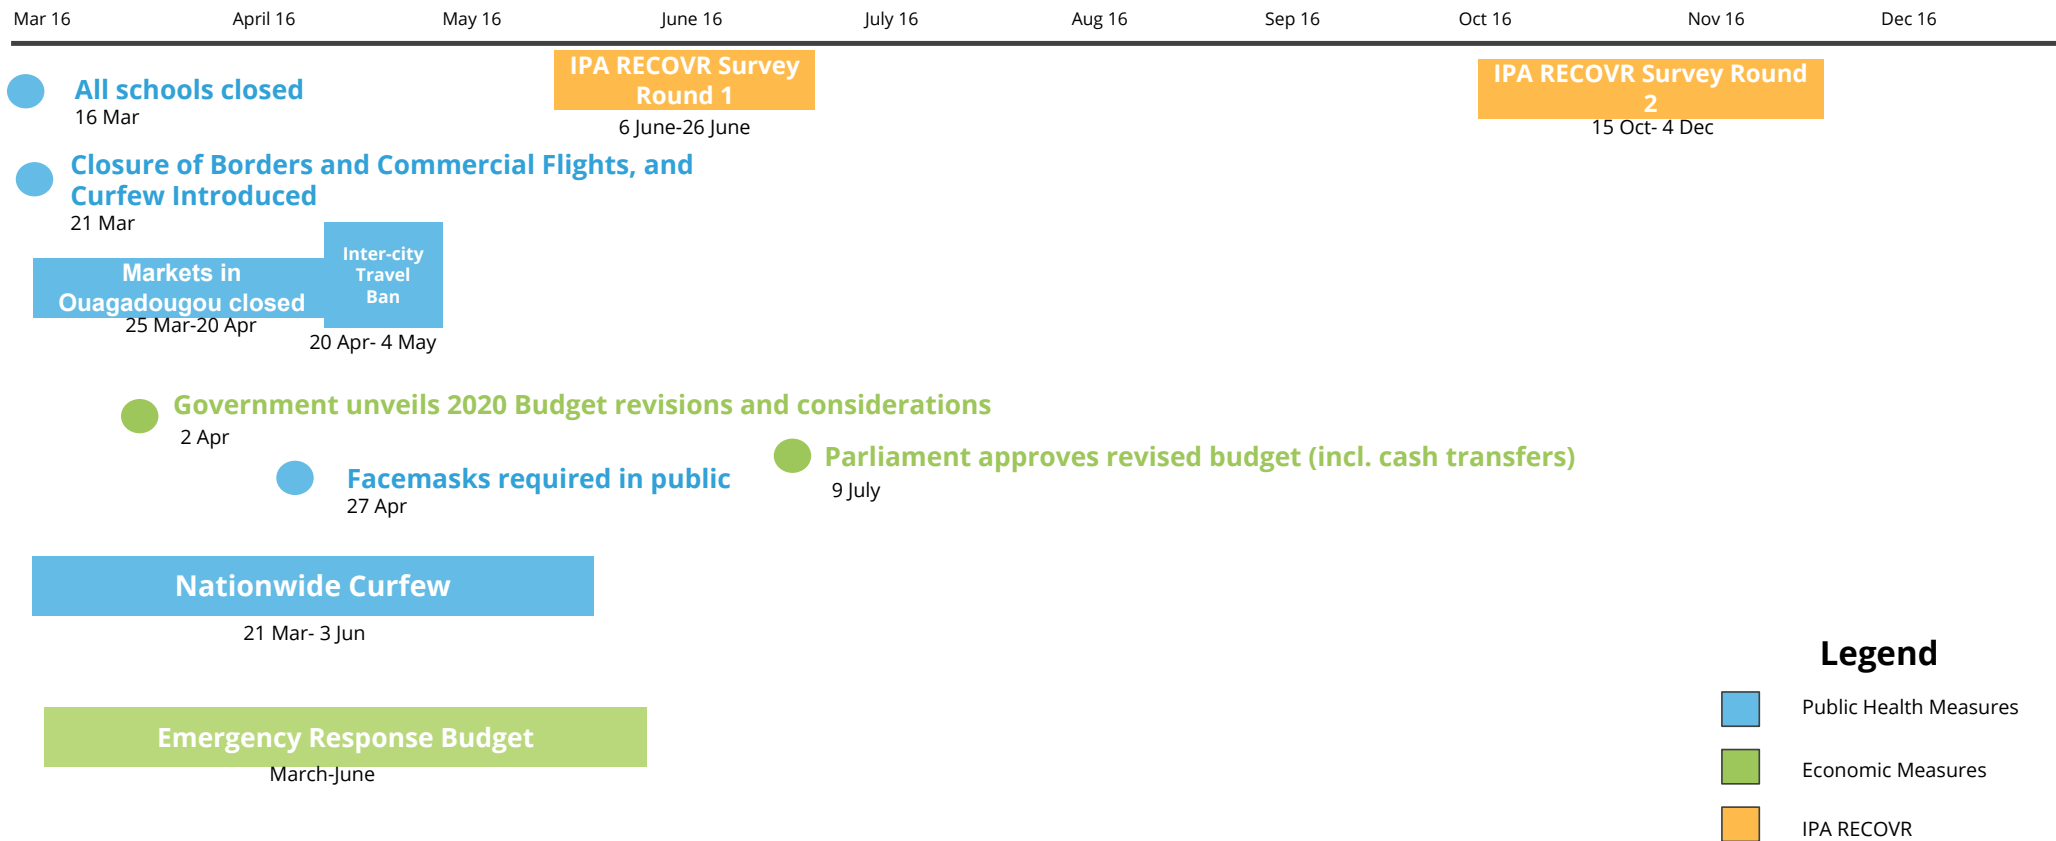 Mar 16 April 16 May 16 June 16 July 16 Aug 16 Sep 16 Oct 16 Nov 16 Dec 16
IPA RECOVR Survey
Round 1
6 June-26 June
IPA RECOVR Survey Round
2
15 Oct- 4 Dec
All schools closed
16 Mar
Closure of Borders and Commercial Flights, and
Curfew Introduced
21 Mar
Markets in
Ouagadougou closed
25 Mar-20 Apr
Inter-city
Travel
Ban
20 Apr- 4 May
Government unveils 2020 Budget revisions and considerations
2 Apr
Parliament approves revised budget (incl. cash transfers)
9 July
Facemasks required in public
27 Apr
Nationwide Curfew
21 Mar- 3 Jun
Emergency Response Budget
March-June
Legend
Public Health Measures
Economic Measures
IPA RECOVR